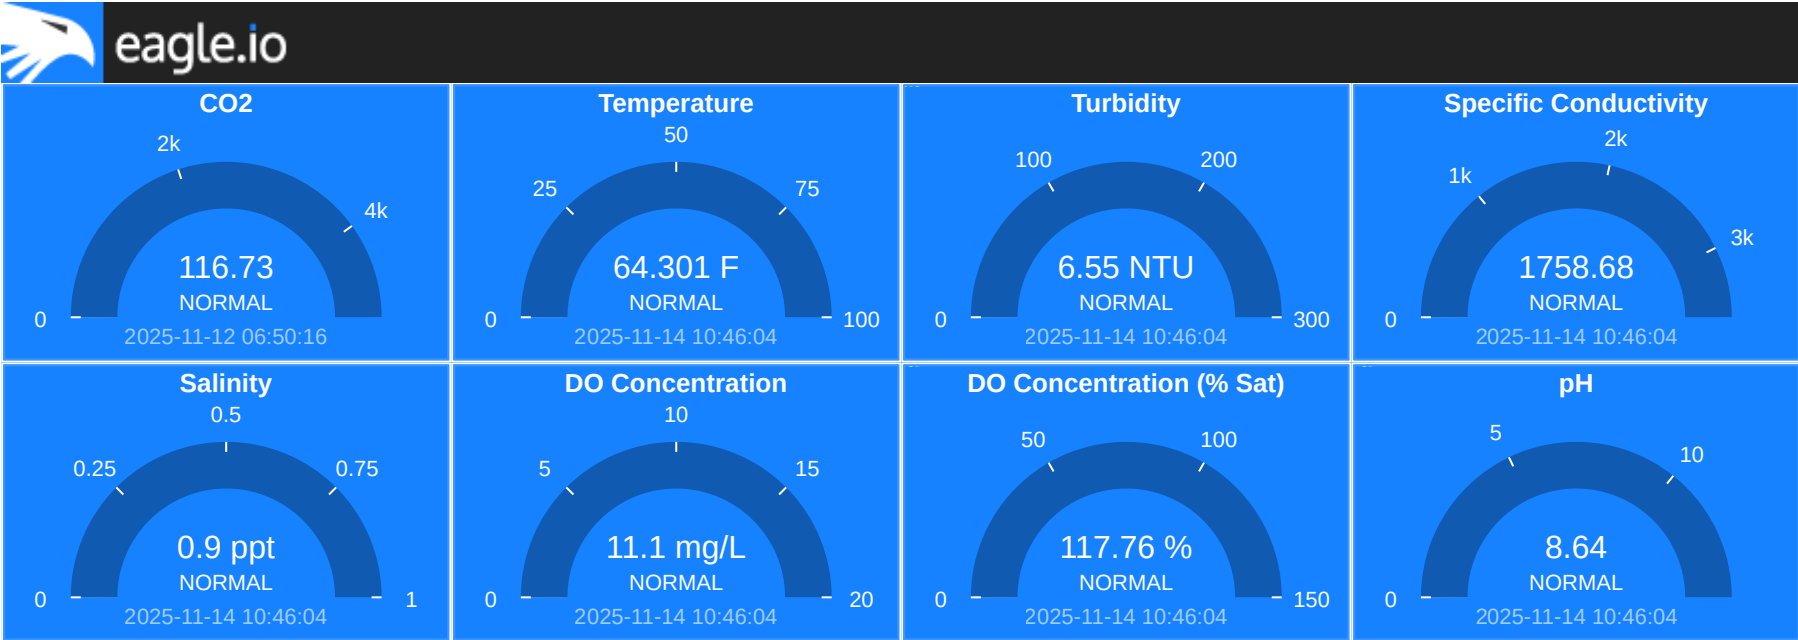 eagle.io
CO2
2k
4k
116.73
NORMAL
0
2025-11-12 06:50:16
Temperature
50
25
75
64.301 F
NORMAL
0
100
2025-11-14 10:46:04
Turbidity
100
200
6.55 NTU
NORMAL
0
300
2025-11-14 10:46:04
Specific Conductivity
2k
1k
3k
1758.68
NORMAL
0
2025-11-14 10:46:04
Salinity
0.5
0.25
0.75
0.9 ppt
NORMAL
0
1
2025-11-14 10:46:04
DO Concentration
10
5
15
11.1 mg/L
NORMAL
0
20
2025-11-14 10:46:04
DO Concentration (% Sat)
50
100
117.76 %
NORMAL
0
150
2025-11-14 10:46:04
pH
5
10
8.64
NORMAL
0
2025-11-14 10:46:04